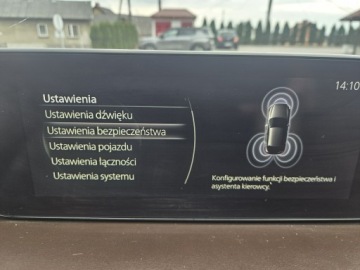 14:10
Ustawienia
Ustawienia dźwięku
Ustawienia bezpieczeństwa
Ustawienia pojazdu
Ustawienia łączności
Ustawienia systemu
Konfigurowanie funkcji bezpieczeństwa i
asystenta kierowcy.